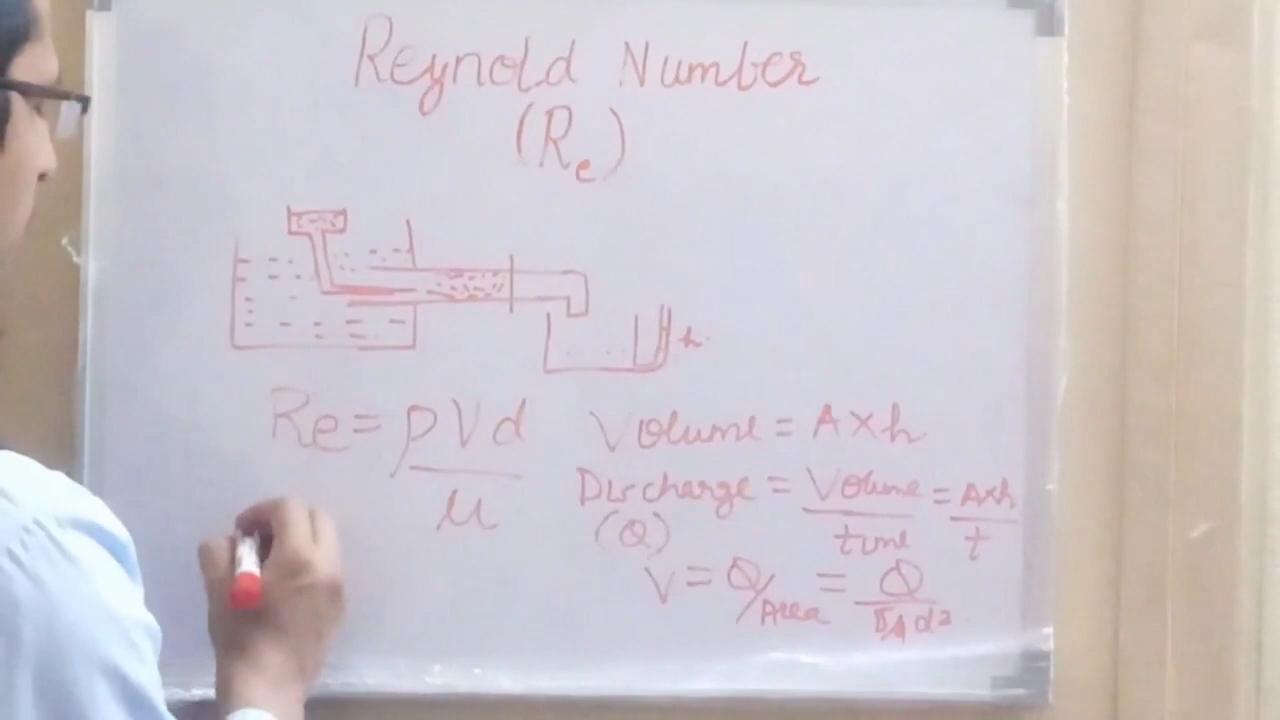 Reynold Number
(Re)
h
Re = ρVd / μ
Volume = A × h
Discharge = Volume / time = A×h / t
(Q)
V = Q/Area = Q / π/4 d²